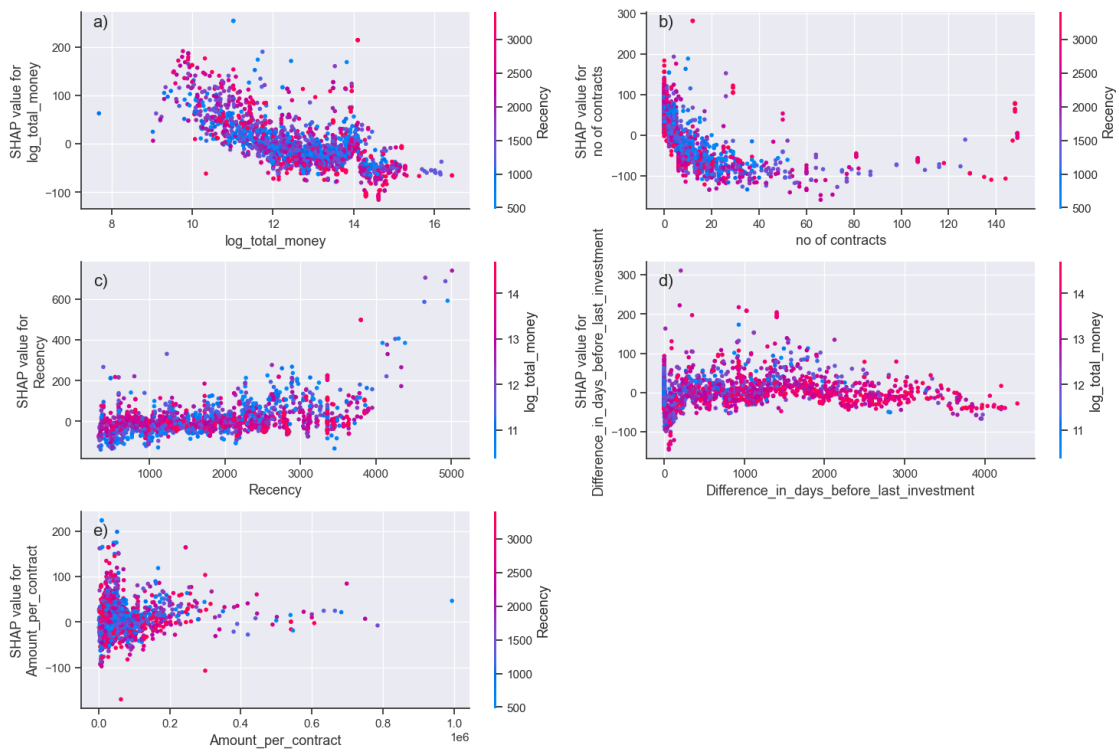 a)
SHAP value for
log_total_money
200
100
0
−100
8
10
12
14
16
log_total_money
3000
2500
2000
1500
1000
500
Recency
b)
SHAP value for
no of contracts
300
200
100
0
−100
0
20
40
60
80
100
120
140
no of contracts
3000
2500
2000
1500
1000
500
Recency
c)
SHAP value for
Recency
600
400
200
0
1000
2000
3000
4000
5000
Recency
14
13
12
11
log_total_money
d)
SHAP value for
Difference_in_days_before_last_investment
300
200
100
0
−100
0
1000
2000
3000
4000
Difference_in_days_before_last_investment
14
13
12
11
log_total_money
e)
SHAP value for
Amount_per_contract
200
100
0
−100
0.0
0.2
0.4
0.6
0.8
1.0
1e6
Amount_per_contract
3000
2500
2000
1500
1000
500
Recency